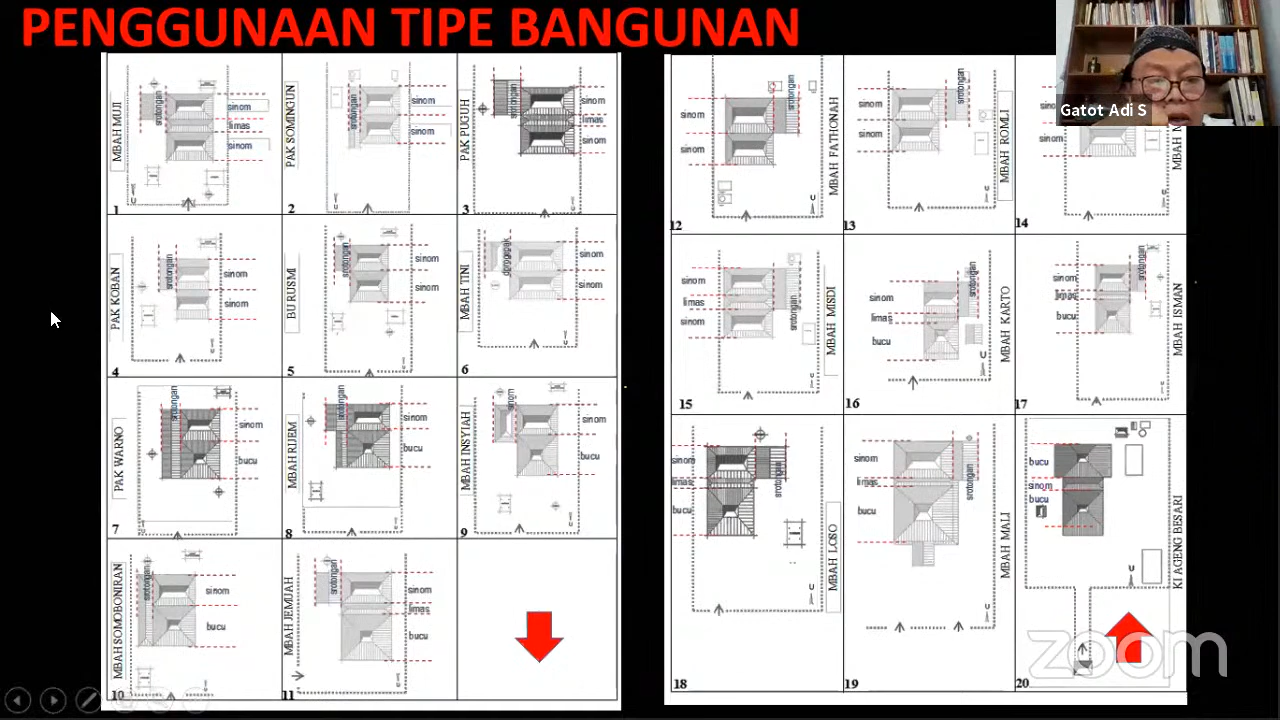 PENGGUNAAN TIPE BANGUNAN
Gatot Adi S
MBAH MUJI
srotongan
sinom
limas
sinom
1
PAK SOMINGUN
srotongan
sinom
sinom
2
PAK PUGUH
srotongan
sinom
limas
sinom
3
PAK KOBAN
srotongan
sinom
sinom
4
BU RUSMI
srotongan
sinom
sinom
5
MBAH TINI
sinom
sinom
6
PAK WARNO
srotongan
sinom
bucu
7
MBAH RIJEM
srotongan
sinom
bucu
8
MBAH INSYIAH
sinom
sinom
bucu
9
MBAH SOMOBONIRAN
srotongan
sinom
bucu
10
MBAH JEMIJAH
srotongan
sinom
limas
bucu
11
sinom
sinom
srotongan
MBAH FATHONAH
U
12
sinom
sinom
srotongan
MBAH ROMLI
U
13
sinom
U
14
sinom
limas
sinom
srotongan
MBAH MISDI
U
15
sinom
limas
bucu
srotongan
MBAH KARTO
U
16
sinom
limas
bucu
srotongan
MBAH ISMAN
U
17
sinom
limas
bucu
srotongan
MBAH LOSO
U
18
sinom
limas
bucu
srotongan
MBAH MALI
U
19
bucu
sinom
bucu
KI AGENG BESARI
U
20
zoom